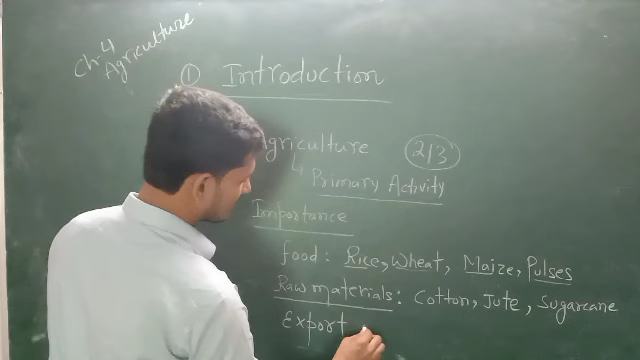 Ch 4
Agriculture
① Introduction
Agriculture 2/3
↳ Primary Activity
Importance
food: Rice, Wheat, Maize, Pulses
Raw materials: Cotton, Jute, Sugarcane
Export